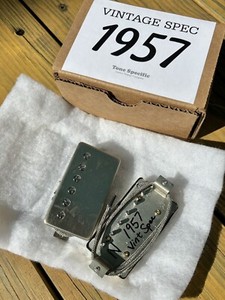 VINTAGE SPEC
1957
Tone Specific
1957
Vint Spec
N